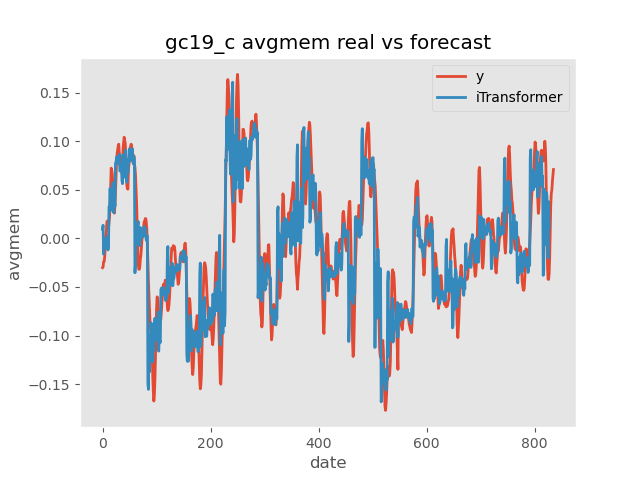 gc19_c avgmem real vs forecast
y
iTransformer
avgmem
0.15
0.10
0.05
0.00
−0.05
−0.10
−0.15
0 200 400 600 800
date